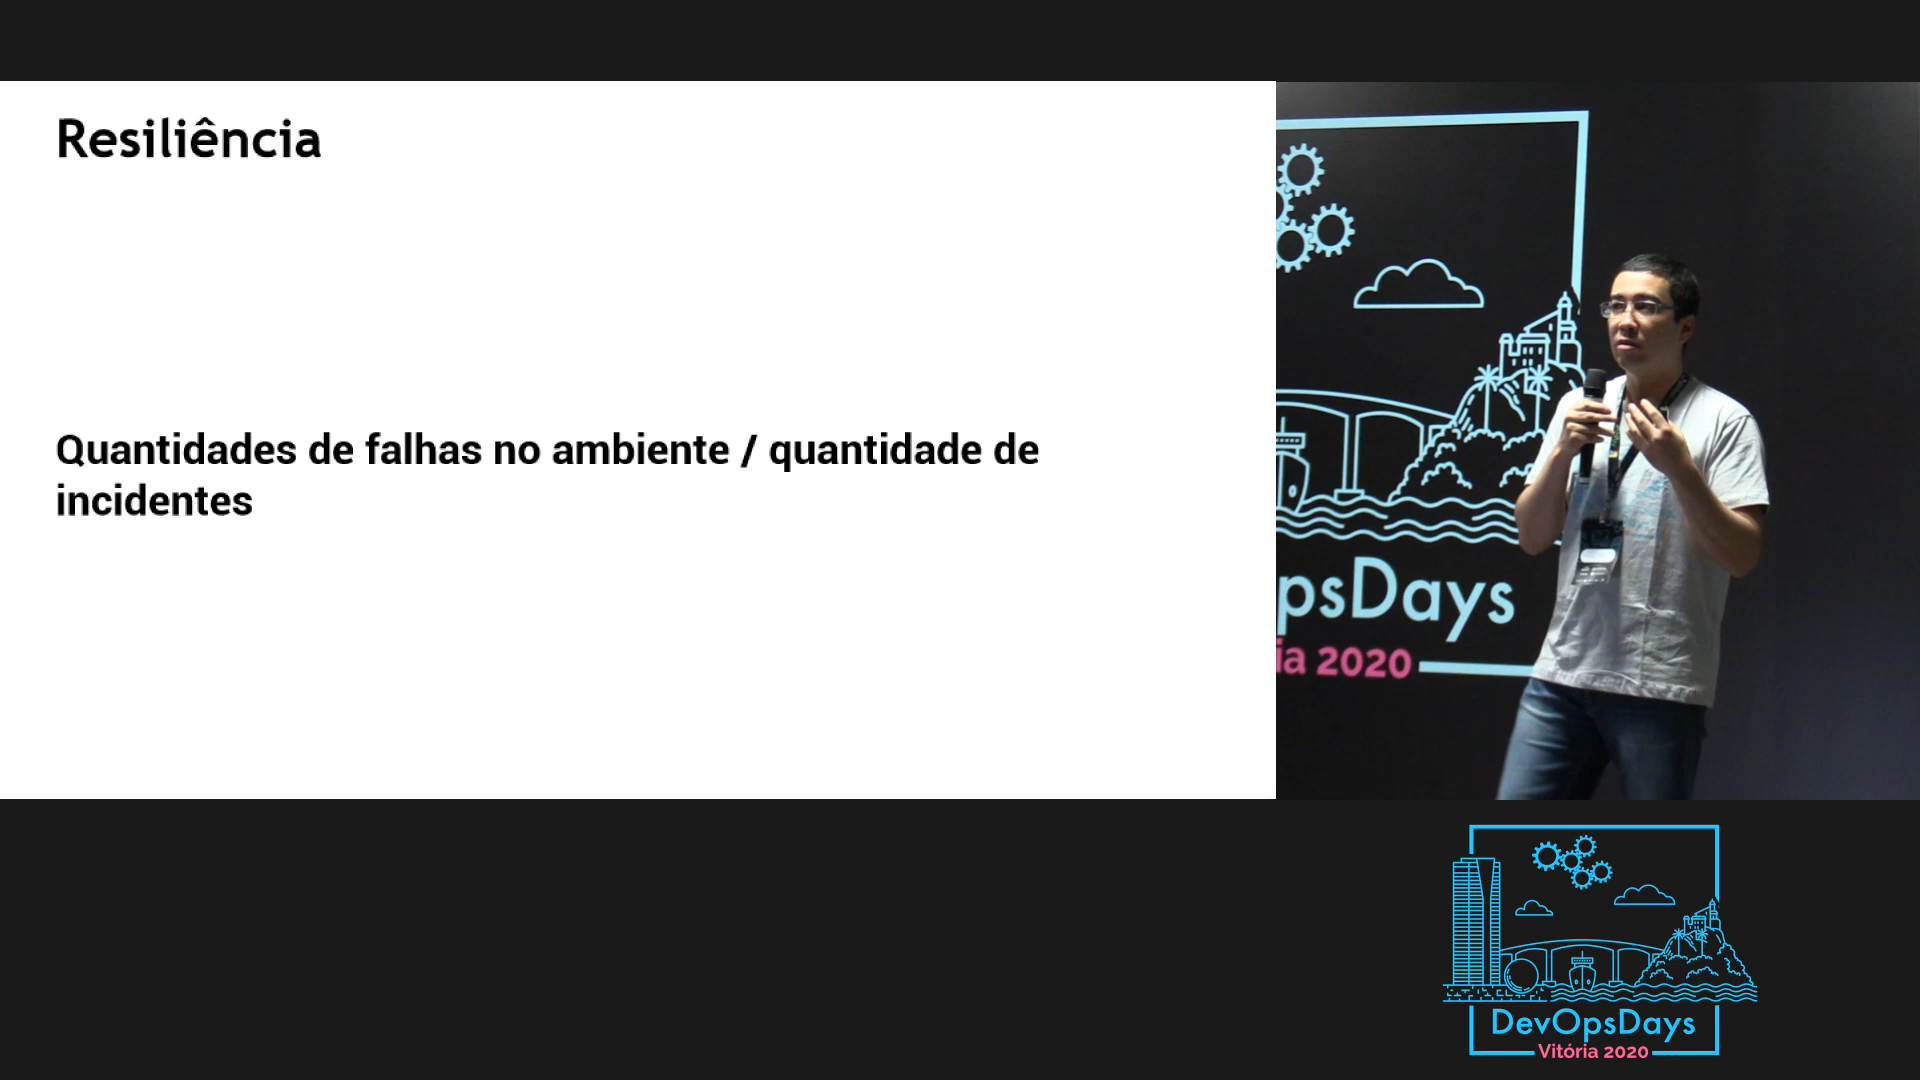 Resiliência
Quantidades de falhas no ambiente / quantidade de
incidentes
psDays
ia 2020
DevOpsDays
Vitória 2020